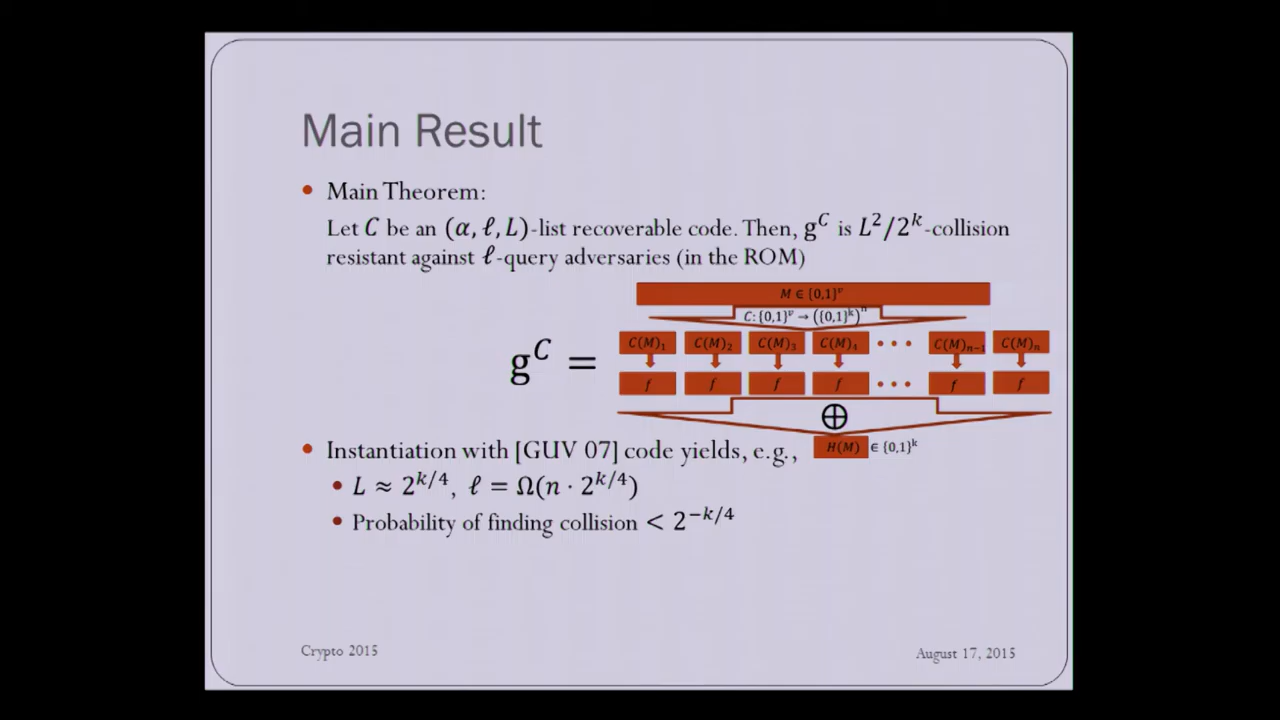 Main Result
• Main Theorem:
Let C be an (α, ℓ, L)-list recoverable code. Then, g^C is L²/2^k-collision
resistant against ℓ-query adversaries (in the ROM)
M ∈ {0,1}^v
C: {0,1}^v → ({0,1}^k)^n
C(M)₁ C(M)₂ C(M)₃ C(M)₄ • • • C(M)ₙ₋₁ C(M)ₙ
g^C =
f f f f • • • f f
⊕
H(M) ∈ {0,1}^k
• Instantiation with [GUV 07] code yields, e.g.,
• L ≈ 2^{k/4}, ℓ = Ω(n · 2^{k/4})
• Probability of finding collision < 2^{−k/4}
Crypto 2015
August 17, 2015